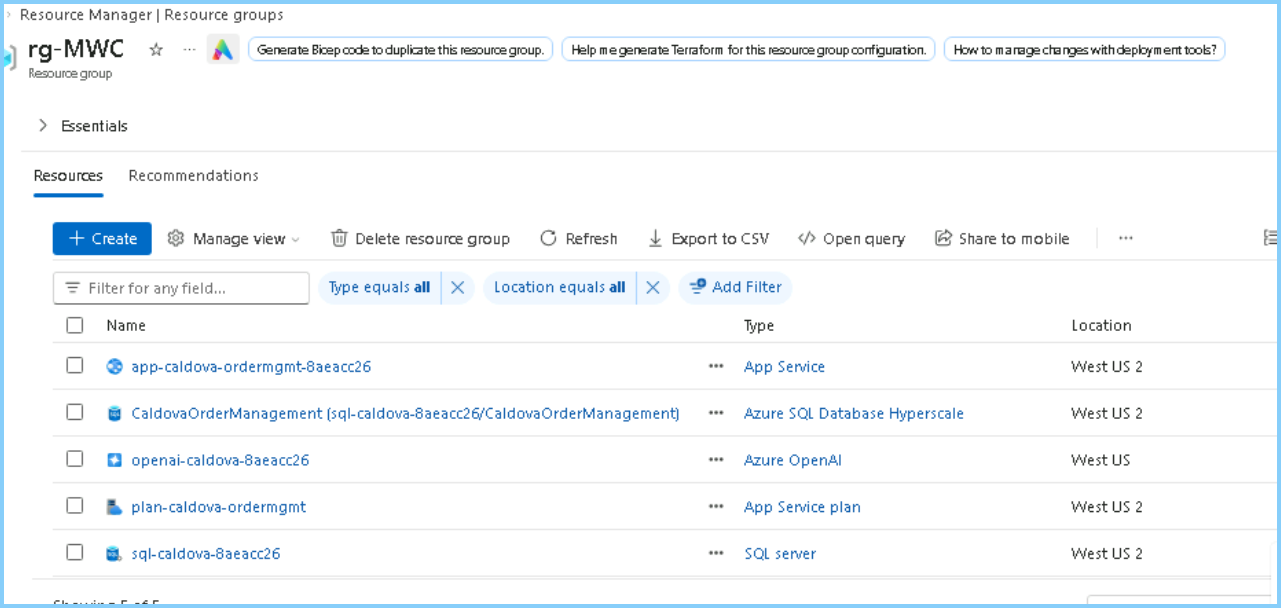 Resource Manager | Resource groups
rg-MWC
Generate Bicep code to duplicate this resource group. Help me generate Terraform for this resource group configuration. How to manage changes with deployment tools?
Resource group
Essentials
Resources Recommendations
+ Create Manage view Delete resource group Refresh Export to CSV Open query Share to mobile ...
Filter for any field... Type equals all Location equals all Add Filter
Name Type Location
app-caldova-ordermgmt-8aeacc26 ... App Service West US 2
CaldovaOrderManagement (sql-caldova-8aeacc26/CaldovaOrderManagement) ... Azure SQL Database Hyperscale West US 2
openai-caldova-8aeacc26 ... Azure OpenAI West US
plan-caldova-ordermgmt ... App Service plan West US 2
sql-caldova-8aeacc26 ... SQL server West US 2
Showing 5 of 5